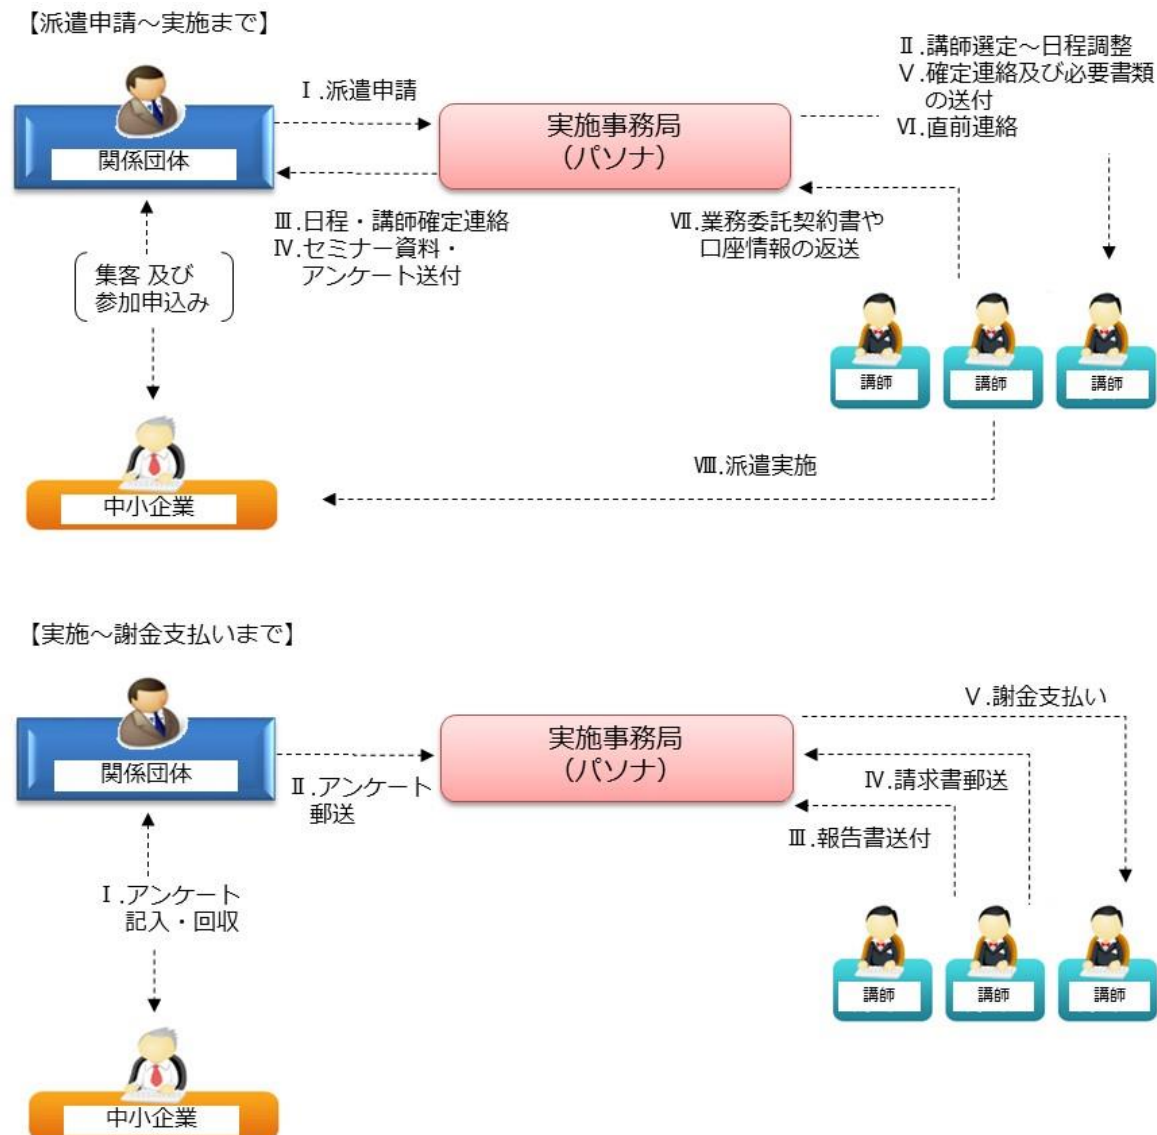 【派遣申請～実施まで】
関係団体
Ⅰ.派遣申請
実施事務局
（パソナ）
Ⅱ.講師選定～日程調整
Ⅴ.確定連絡及び必要書類
の送付
Ⅵ.直前連絡
Ⅲ.日程・講師確定連絡
Ⅳ.セミナー資料・
アンケート送付
Ⅶ.業務委託契約書や
口座情報の返送
集客 及び
参加申込み
講師
講師
講師
Ⅷ.派遣実施
中小企業
【実施～謝金支払いまで】
関係団体
Ⅱ.アンケート
郵送
実施事務局
（パソナ）
Ⅴ.謝金支払い
Ⅳ.請求書郵送
Ⅲ.報告書送付
Ⅰ.アンケート
記入・回収
講師
講師
講師
中小企業